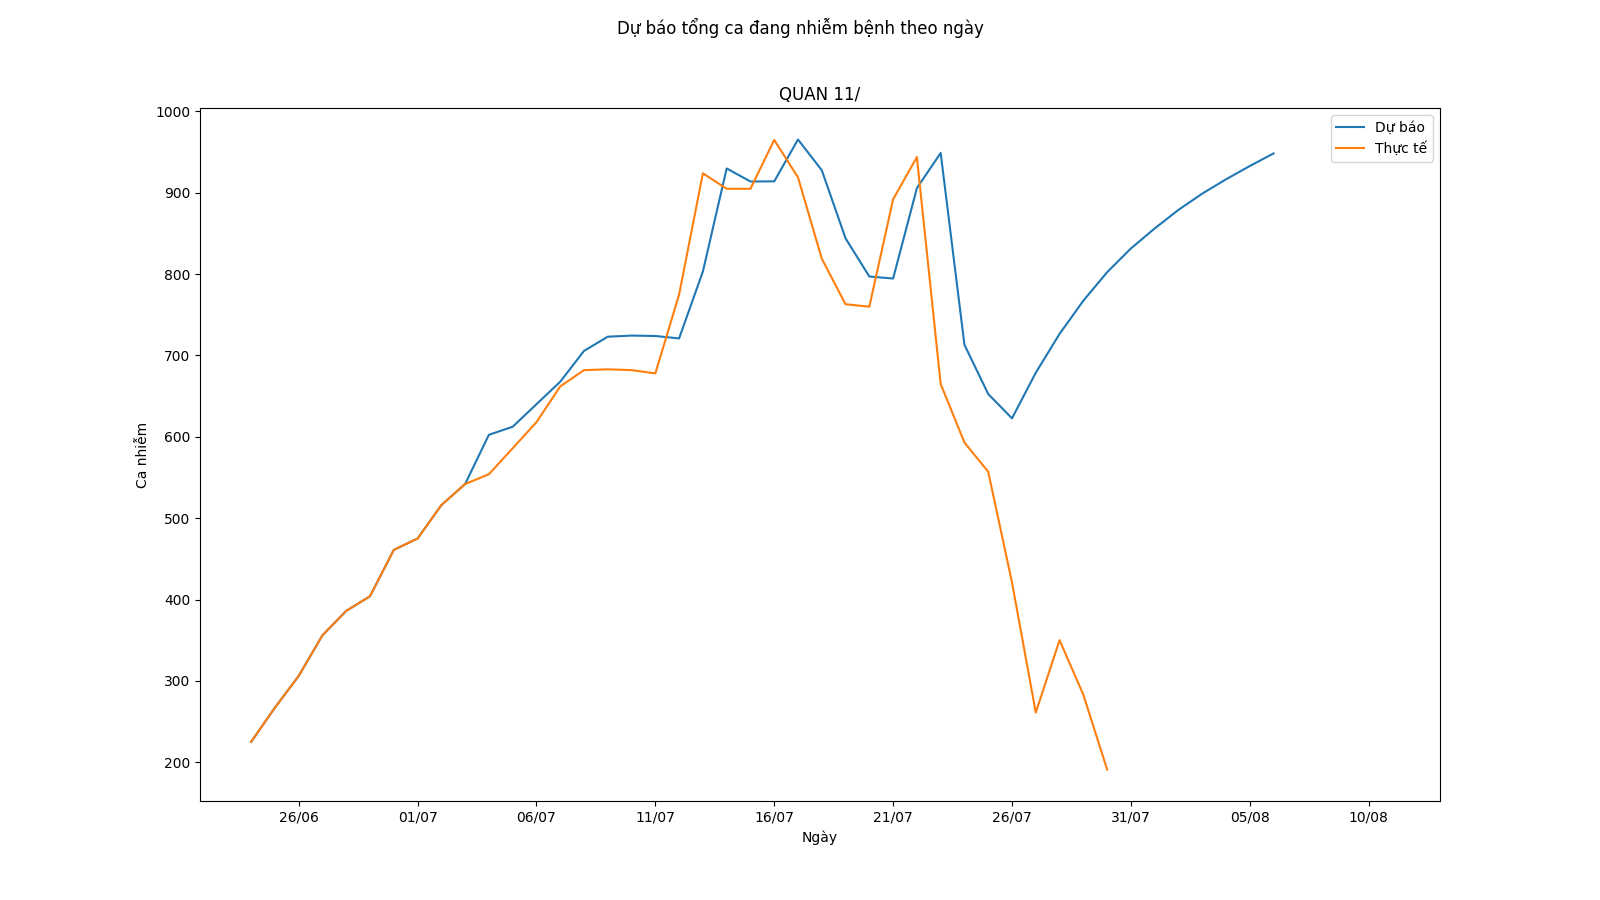 Dự báo tổng ca đang nhiễm bệnh theo ngày
QUAN 11/
1000
900
800
700
600
500
400
300
200
Ca nhiễm
Dự báo
Thực tế
26/06 01/07 06/07 11/07 16/07 21/07 26/07 31/07 05/08 10/08
Ngày